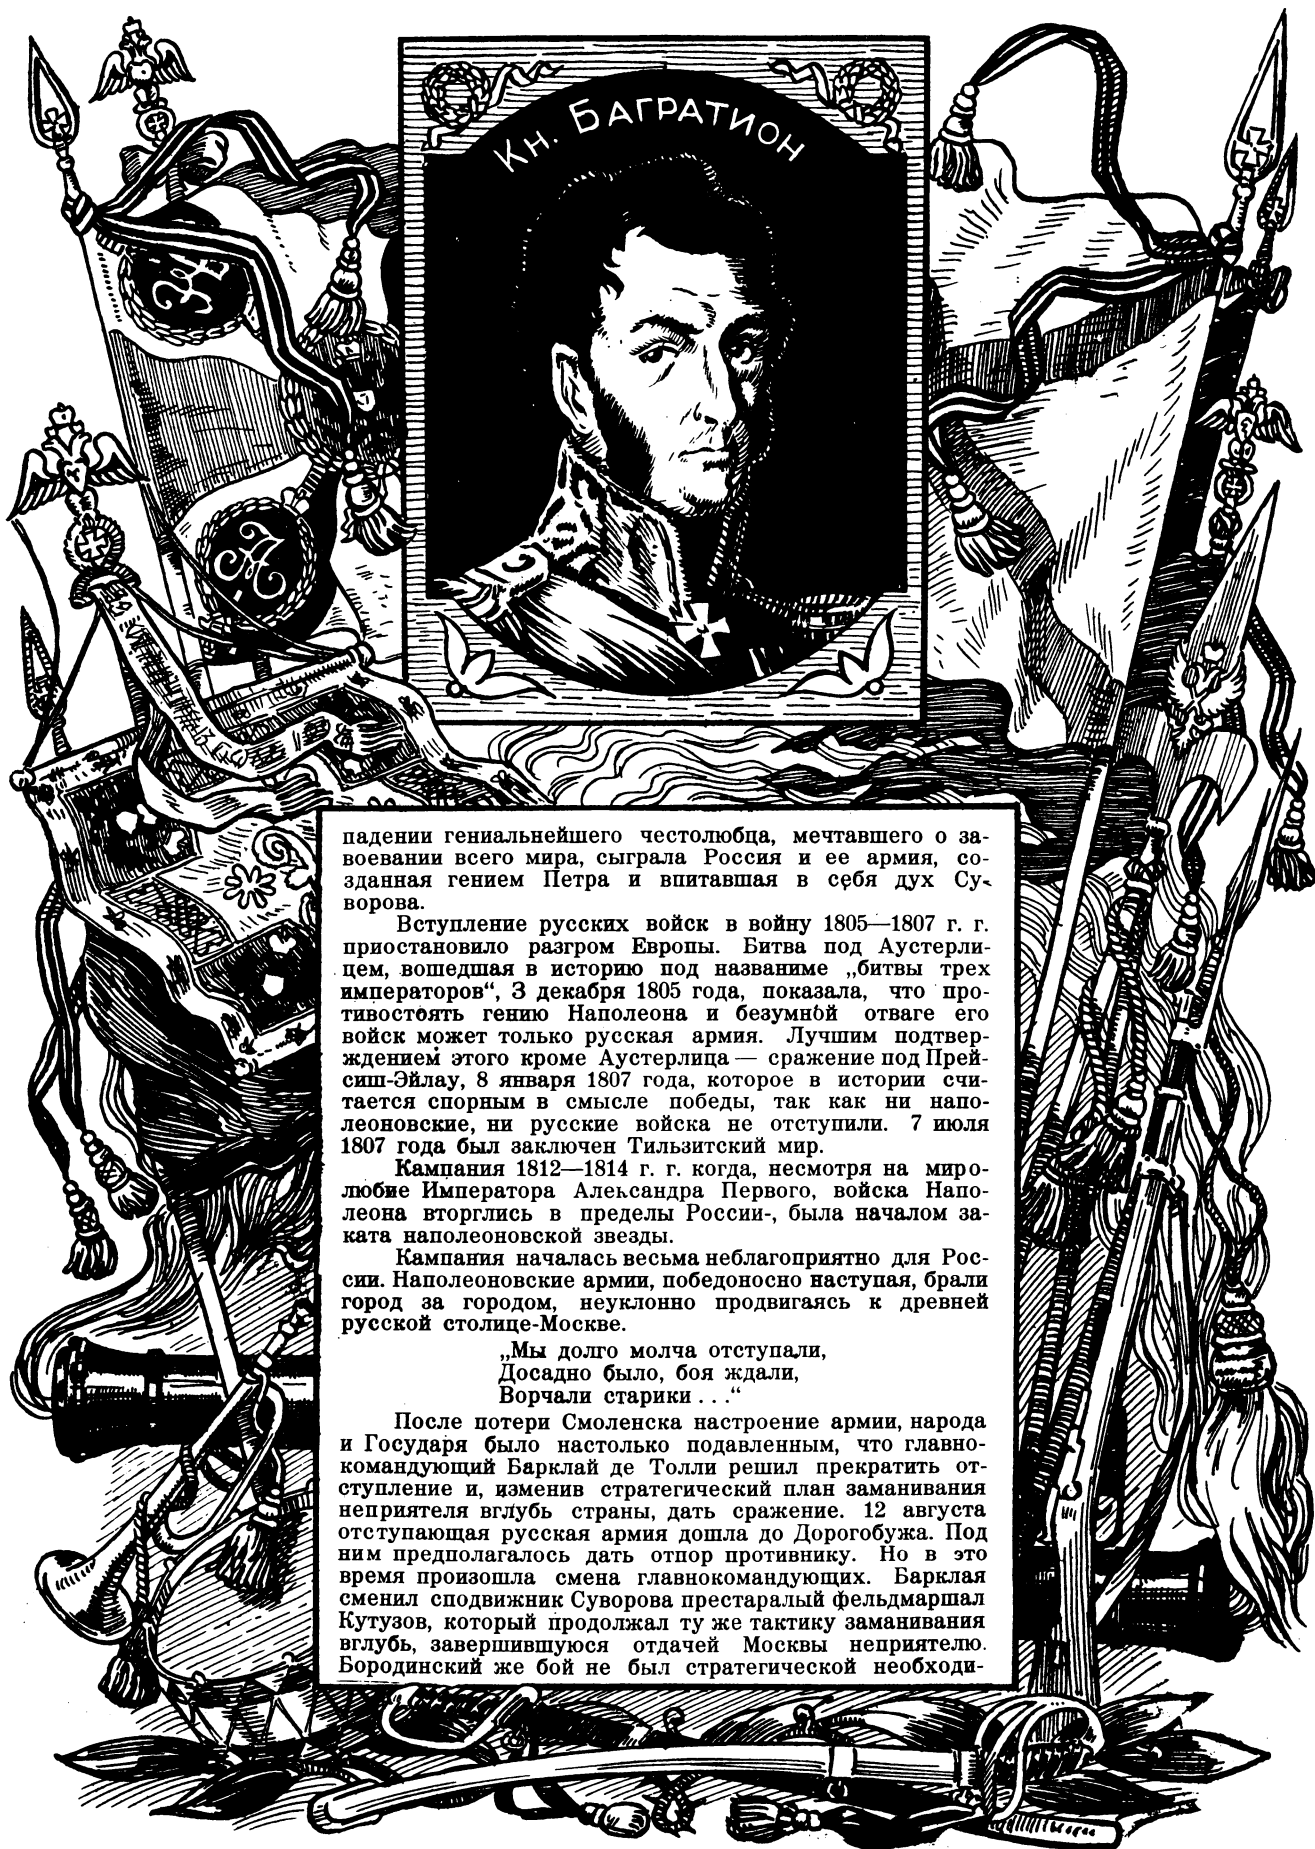 Кн. Багратион
падении гениальнейшего честолюбца, мечтавшего о за-
воевании всего мира, сыграла Россия и ее армия, со-
зданная гением Петра и впитавшая в себя дух Су-
ворова.
Вступление русских войск в войну 1805—1807 г. г.
приостановило разгром Европы. Битва под Аустерли-
цем, вошедшая в историю под названиме „битвы трех
императоров“, 3 декабря 1805 года, показала, что про-
тивостоять гению Наполеона и безумной отваге его
войск может только русская армия. Лучшим подтвер-
ждением этого кроме Аустерлица — сражение под Прей-
сиш-Эйлау, 8 января 1807 года, которое в истории счи-
тается спорным в смысле победы, так как ни напо-
леоновские, ни русские войска не отступили. 7 июля
1807 года был заключен Тильзитский мир.
Кампания 1812—1814 г. г. когда, несмотря на миро-
любие Императора Александра Первого, войска Напо-
леона вторглись в пределы России-, была началом за-
ката наполеоновской звезды.
Кампания началась весьма неблагоприятно для Рос-
сии. Наполеоновские армии, победоносно наступая, брали
город за городом, неуклонно продвигаясь к древней
русской столице-Москве.
„Мы долго молча отступали,
Досадно было, боя ждали,
Ворчали старики . . .“
После потери Смоленска настроение армии, народа
и Государя было настолько подавленным, что главно-
командующий Барклай де Толли решил прекратить от-
ступление и, изменив стратегический план заманивания
неприятеля вглубь страны, дать сражение. 12 августа
отступающая русская армия дошла до Дорогобужа. Под
ним предполагалось дать отпор противнику. Но в это
время произошла смена главнокомандующих. Барклая
сменил сподвижник Суворова престаралый фельдмаршал
Кутузов, который продолжал ту же тактику заманивания
вглубь, завершившуюся отдачей Москвы неприятелю.
Бородинский же бой не был стратегической необходи-